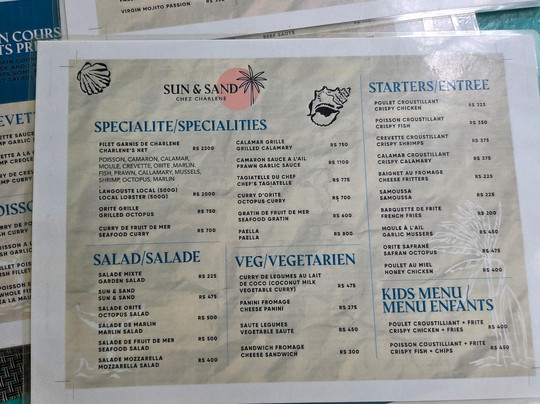 VIRGIN MOJITO PASSION
RS 225
BEEF SAUTE
SUN & SAND
CHEZ CHARLENE
SPECIALITE/SPECIALITIES
FILET GARNIS DE CHARLENE
CHARLENE'S NET
RS 2200
POISSON, CAMARON, CALAMAR,
MOULE, CREVETTE, ORITE, MARLIN
FISH, PRAWN, CALLAMARY, MUSSELS,
SHRIMP, OCTOPUS, MARLIN
LANGOUSTE LOCAL (500G)
LOCAL LOBSTER (500G)
RS 2000
ORITE GRILLE
GRILLED OCTOPUS
RS 700
CURRY DE FRUIT DE MER
SEAFOOD CURRY
RS 700
CALAMAR GRILLE
GRILLED CALAMARY
RS 750
CAMARON SAUCE A L'AIL
PRAWN GARLIC SAUCE
RS 1100
TAGIATELLE DU CHEF
CHEF'S TAGIATELLE
RS 775
CURRY D'ORITE
OCTOPUS CURRY
RS 700
GRATIN DE FRUIT DE MER
SEAFOOD GRATIN
RS 600
PAELLA
PAELLA
RS 800
SALAD/SALADE
SALADE MIXTE
GARDEN SALAD
RS 225
SUN & SAND
SUN & SAND
RS 475
SALADE ORITE
OCTOPUS SALAD
RS 500
SALADE DE MARLIN
MARLIN SALAD
RS 500
SALADE DE FRUIT DE MER
SEAFOOD SALAD
RS 500
SALADE MOZZARELLA
MOZZARELLA SALAD
RS 400
VEG/VEGETARIEN
CURRY DE LEGUMES AU LAIT
DE COCO (COCONUT MILK
VEGETABLE CURRY)
RS 475
PANINI FROMAGE
CHEESE PANINI
RS 275
SAUTE LEGUMES
VEGETABLE SAUTE
RS 450
SANDWICH FROMAGE
CHEESE SANDWICH
RS 300
STARTERS/ENTREE
POULET CROUSTILLANT
CRISPY CHICKEN
RS 325
POISSON CROUSTILLANT
CRISPY FISH
RS 350
CREVETTE CROUSTILLANT
CRISPY SHRIMPS
RS 375
CALAMAR CROUSTILLANT
CRISPY CALAMARY
RS 375
BAIGNET AU FROMAGE
CHEESE FRITTERS
RS 225
SAMOUSSA
SAMOUSSA
RS 225
BARQUETTE DE FRITE
FRENCH FRIES
RS 200
MOULE À L'AIL
GARLIC MUSSERS
RS 450
ORITE SAFRANÉ
SAFRAN OCTOPUS
RS 475
POULET AU MIEL
HONEY CHICKEN
RS 400
KIDS MENU/
MENU ENFANTS
POULET CROUSTILLANT + FRITE
CRISPY CHICKEN + FRIES
RS 400
POISSON COUSTILLANT + FRITE
CRISPY FISH + CHIPS
RS 450